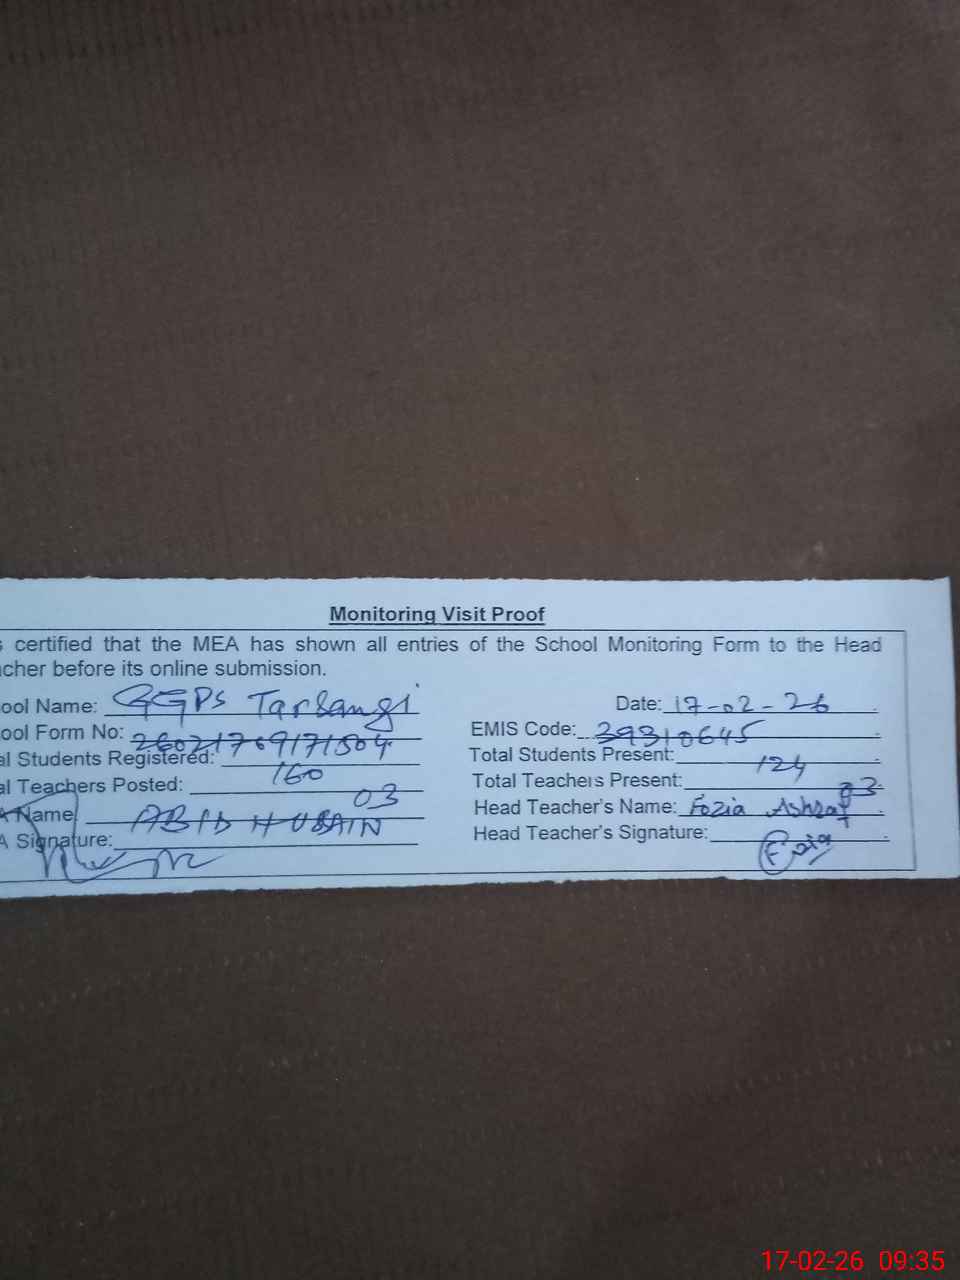 Monitoring Visit Proof
certified that the MEA has shown all entries of the School Monitoring Form to the Head
cher before its online submission.
ool Name: GGPS Tarsangi Date: 17-02-26
ool Form No: 260217 EMIS Code: 39310645
al Students Registered: 160 Total Students Present: 124
al Teachers Posted: 03 Total Teachers Present: 03
A Name ABID HUSAIN Head Teacher's Name: Fozia Ashraf
A Signature: Head Teacher's Signature: Fozia
17-02-26 09:35